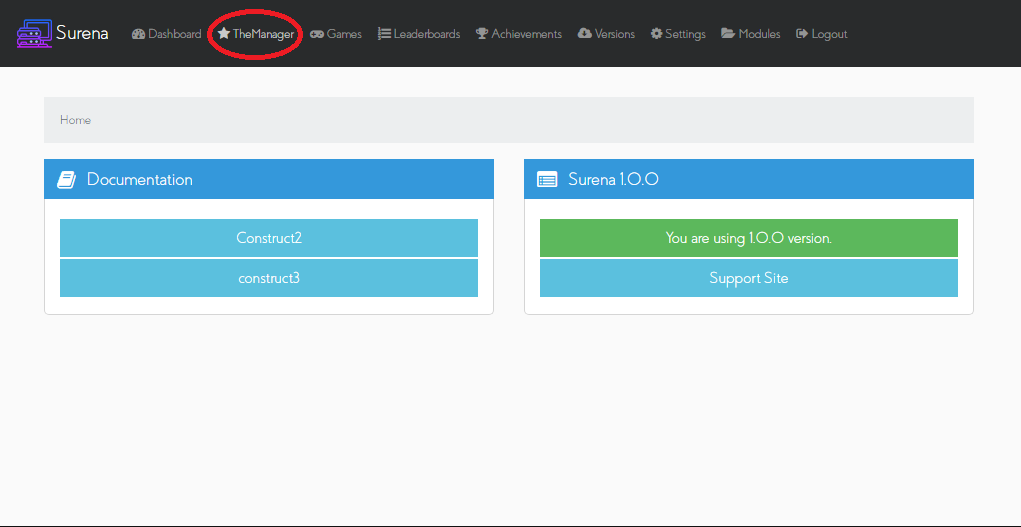 Surena Dashboard TheManager Games Leaderboards Achievements Versions Settings Modules Logout
Home
Documentation
Construct2
construct3
Surena 1.0.0
You are using 1.0.0 version.
Support Site